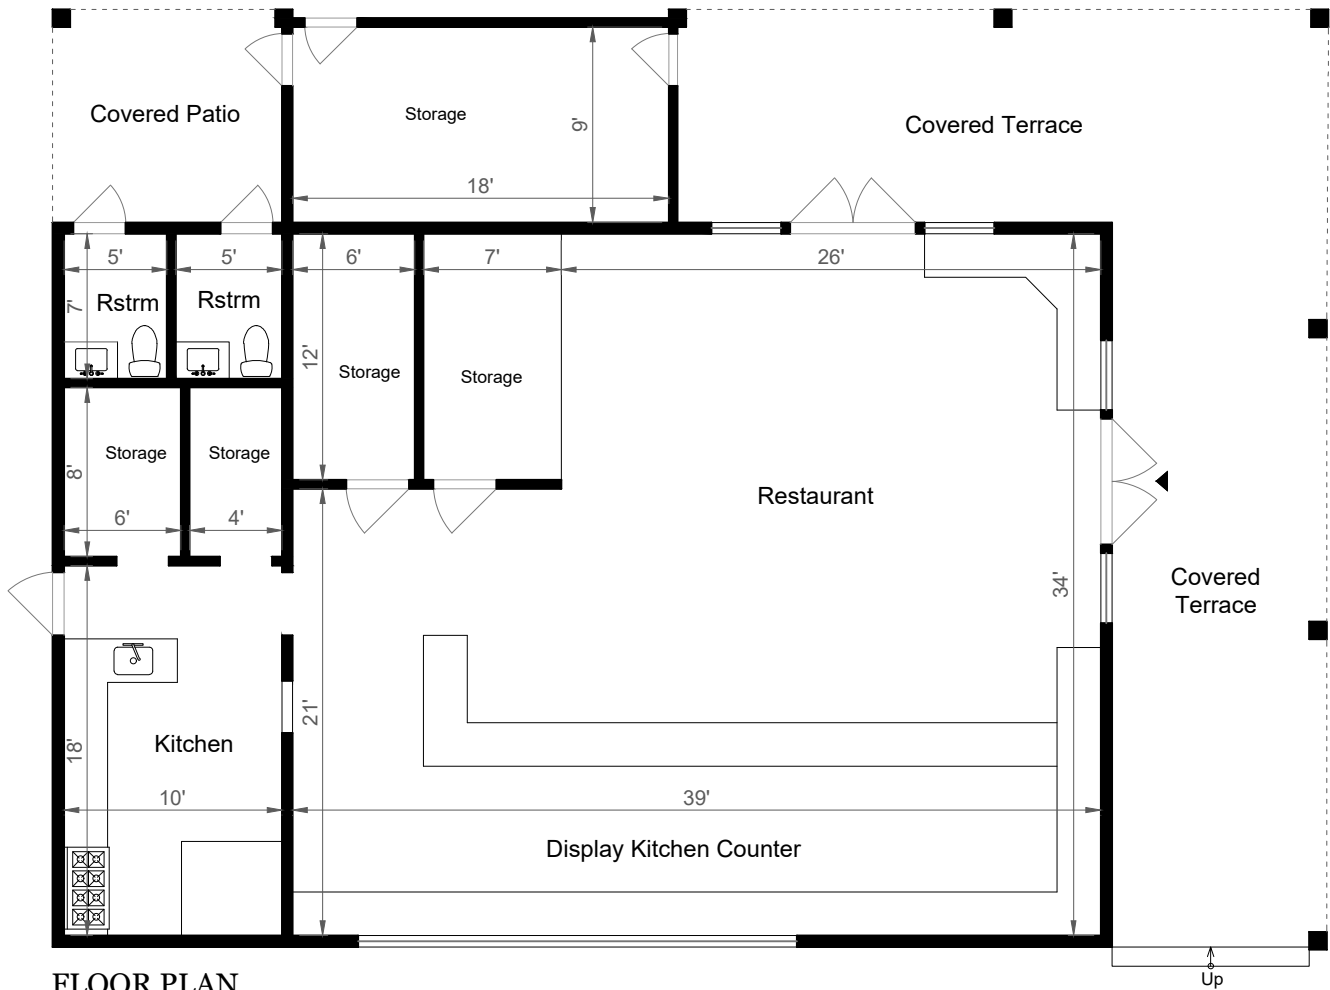 Covered Patio
Storage
9'
18'
Covered Terrace
5'
5'
6'
7'
26'
7'
Rstrm
Rstrm
12'
Storage
Storage
8'
Storage
Storage
6'
4'
Restaurant
34'
Covered
Terrace
18'
Kitchen
21'
10'
39'
Display Kitchen Counter
FLOOR PLAN
Up